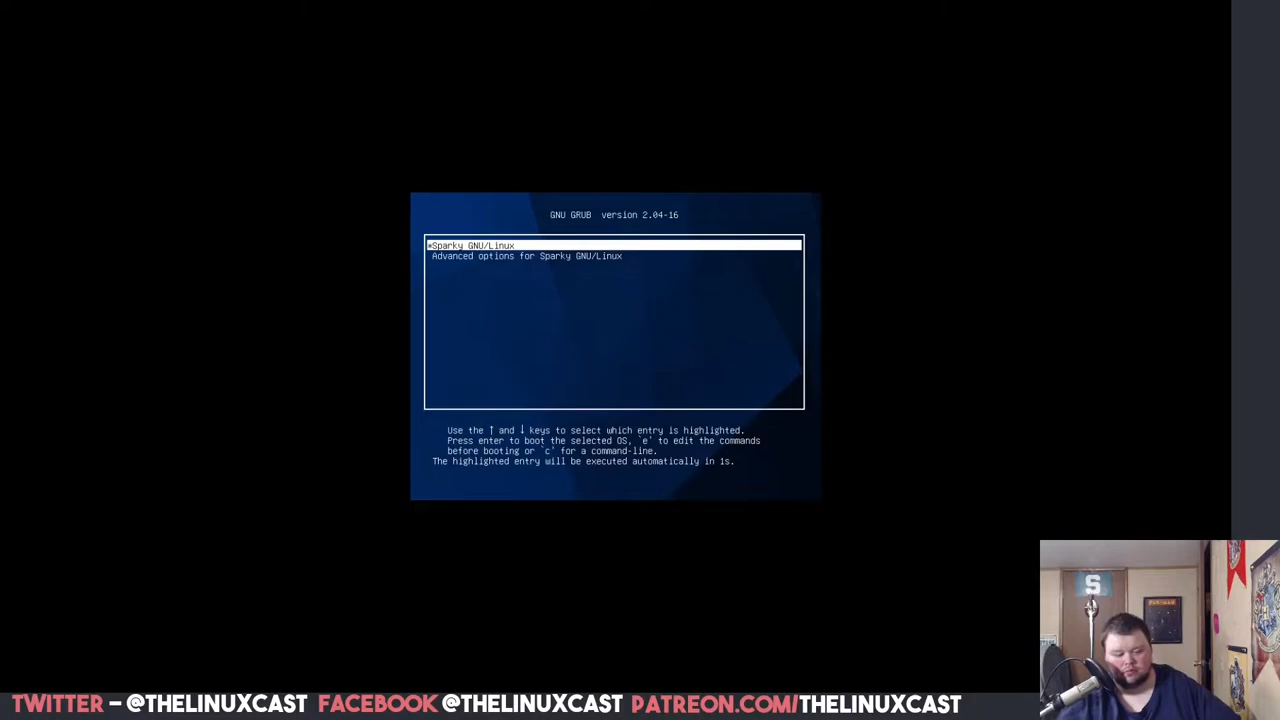 GNU GRUB version 2.04-16
*Sparky GNU/Linux
Advanced options for Sparky GNU/Linux
Use the ↑ and ↓ keys to select which entry is highlighted.
Press enter to boot the selected OS, `e' to edit the commands
before booting or `c' for a command-line.
The highlighted entry will be executed automatically in 1s.
S
TWITTER – @THELINUXCAST FACEBOOK @THELINUXCAST PATREON.COM/THELINUXCAST